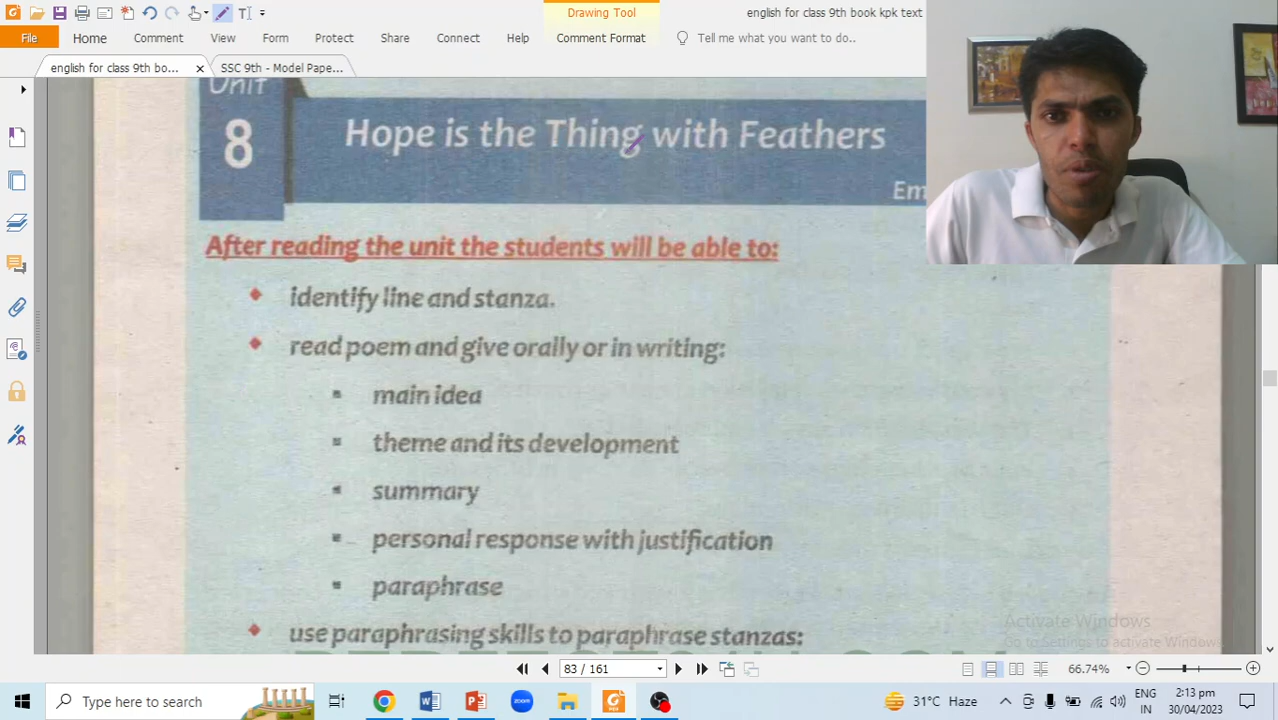 Drawing Tool
english for class 9th book kpk text
File
Home
Comment
View
Form
Protect
Share
Connect
Help
Comment Format
Tell me what you want to do..
english for class 9th bo...
SSC 9th - Model Pape...
Unit
8
Hope is the Thing with Feathers
Em
After reading the unit the students will be able to:
identify line and stanza.
read poem and give orally or in writing:
main idea
theme and its development
summary
personal response with justification
paraphrase
use paraphrasing skills to paraphrase stanzas:
Activate Windows
Go to Settings to activate Windows.
83 / 161
66.74%
Type here to search
zoom
31°C Haze
ENG
IN
2:13 pm
30/04/2023